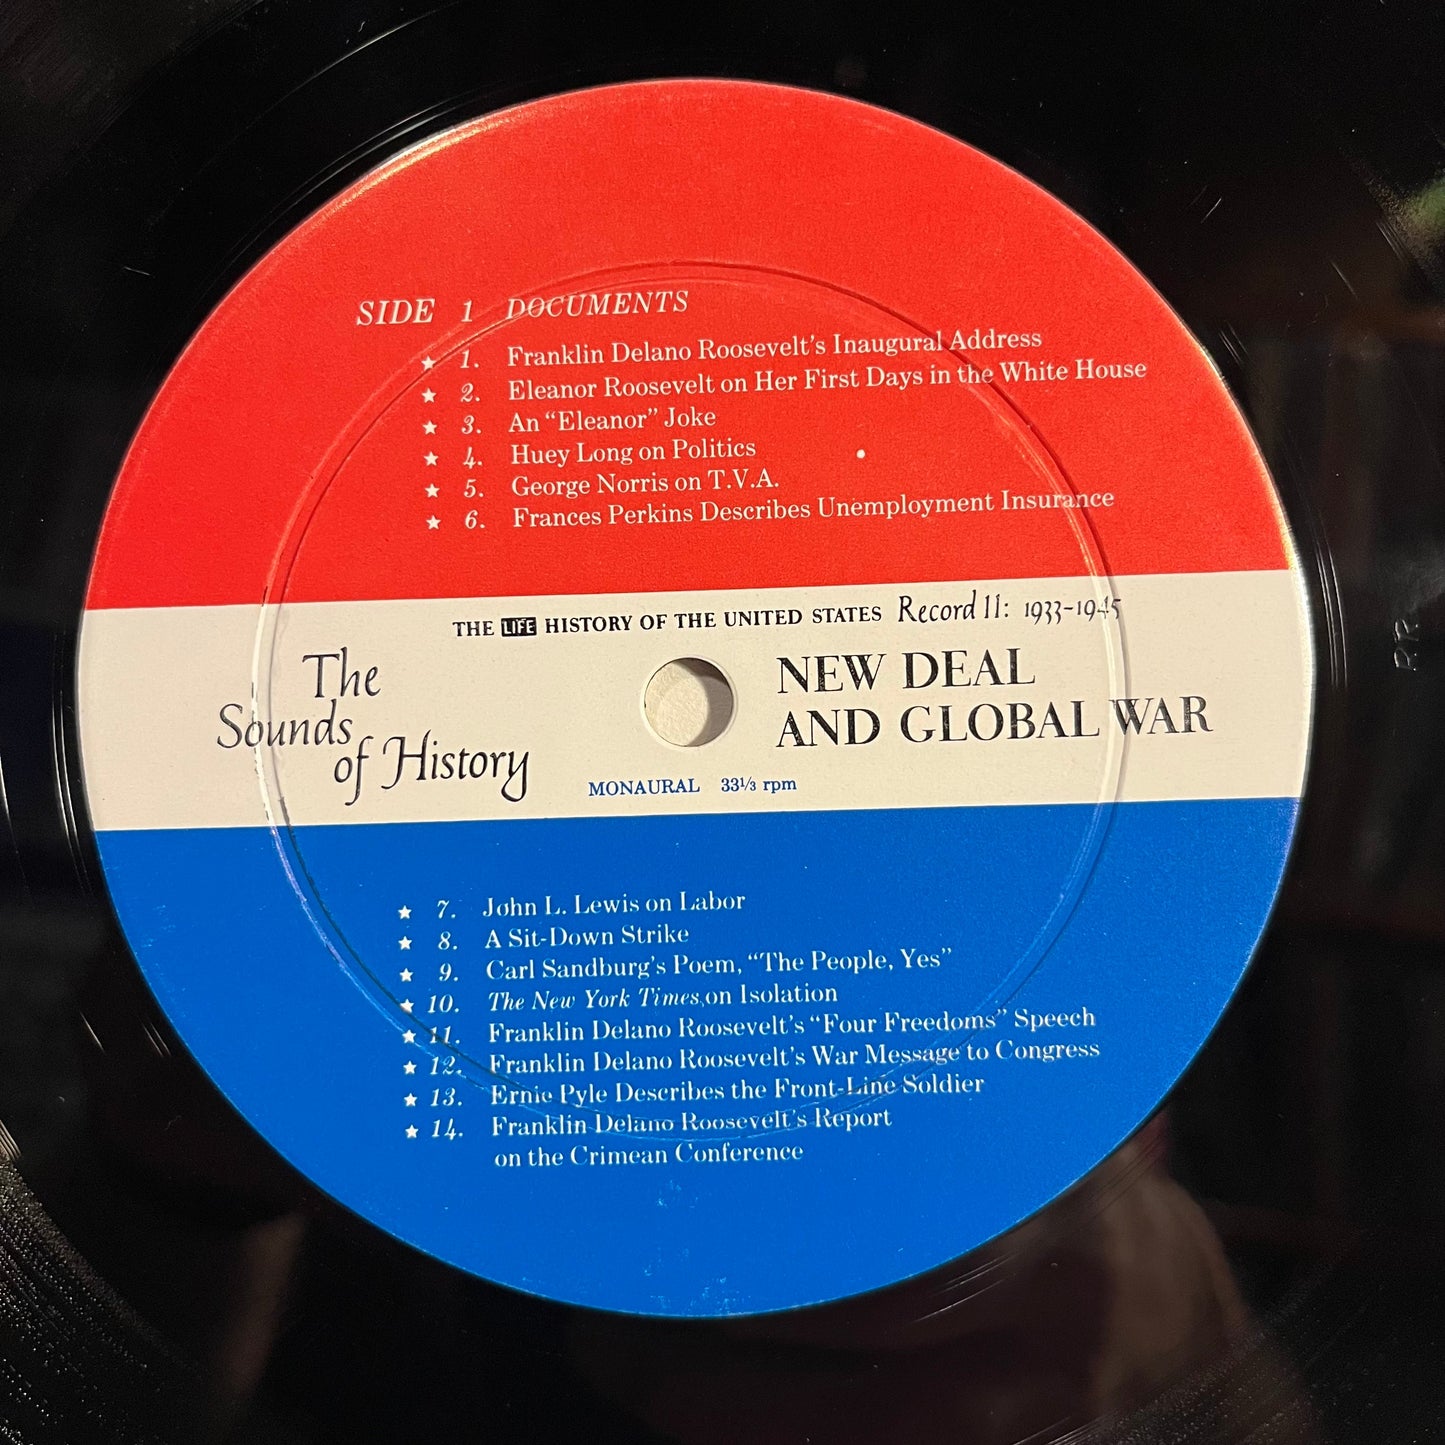 SIDE 1 DOCUMENTS
★ 1. Franklin Delano Roosevelt's Inaugural Address
★ 2. Eleanor Roosevelt on Her First Days in the White House
★ 3. An "Eleanor" Joke
★ 4. Huey Long on Politics
★ 5. George Norris on T.V.A.
★ 6. Frances Perkins Describes Unemployment Insurance
THE LIFE HISTORY OF THE UNITED STATES Record 11: 1933-1945
The
Sounds
of History
NEW DEAL
AND GLOBAL WAR
MONAURAL 33⅓ rpm
★ 7. John L. Lewis on Labor
★ 8. A Sit-Down Strike
★ 9. Carl Sandburg's Poem, "The People, Yes"
★ 10. The New York Times, on Isolation
★ 11. Franklin Delano Roosevelt's "Four Freedoms" Speech
★ 12. Franklin Delano Roosevelt's War Message to Congress
★ 13. Ernie Pyle Describes the Front-Line Soldier
★ 14. Franklin Delano Roosevelt's Report
on the Crimean Conference